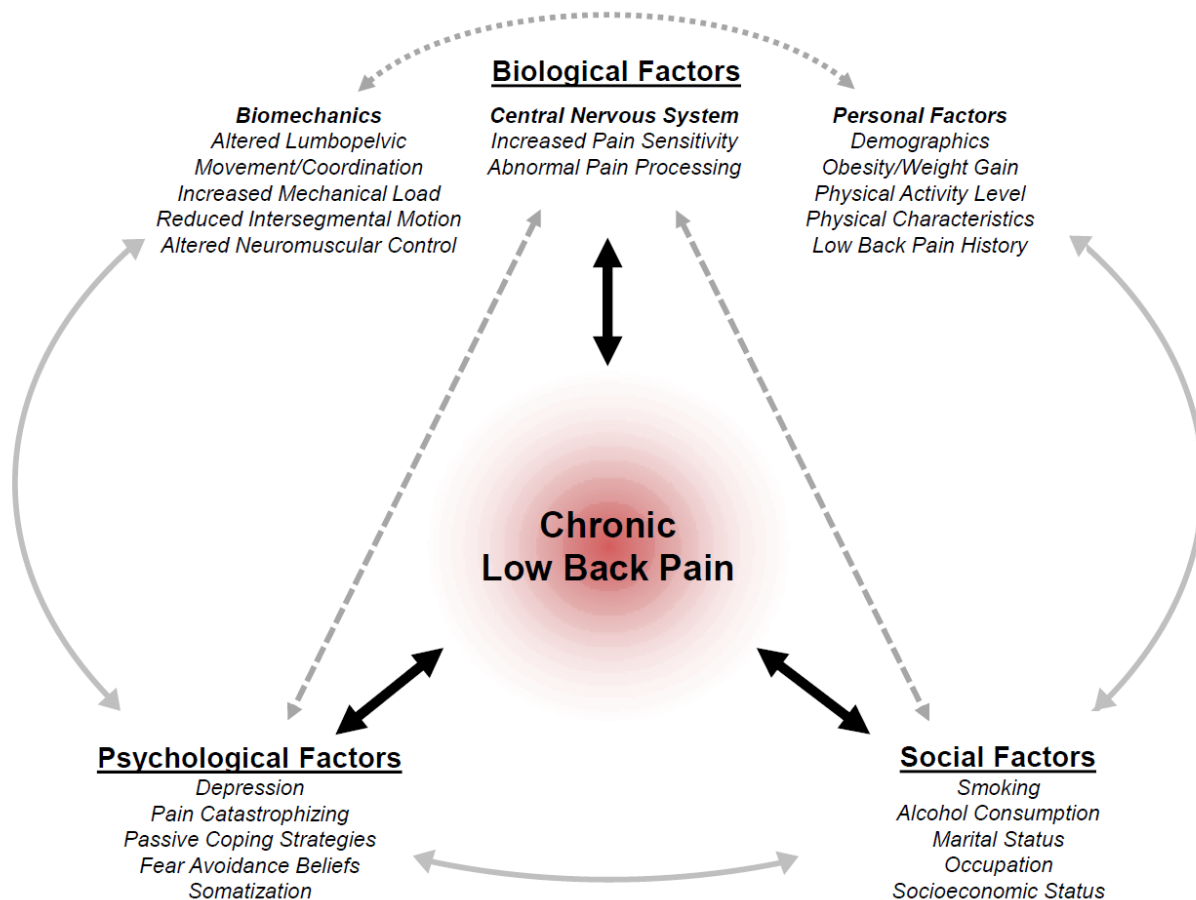 Biological Factors
Biomechanics
Altered Lumbopelvic
Movement/Coordination
Increased Mechanical Load
Reduced Intersegmental Motion
Altered Neuromuscular Control
Central Nervous System
Increased Pain Sensitivity
Abnormal Pain Processing
Personal Factors
Demographics
Obesity/Weight Gain
Physical Activity Level
Physical Characteristics
Low Back Pain History
Chronic
Low Back Pain
Psychological Factors
Depression
Pain Catastrophizing
Passive Coping Strategies
Fear Avoidance Beliefs
Somatization
Social Factors
Smoking
Alcohol Consumption
Marital Status
Occupation
Socioeconomic Status